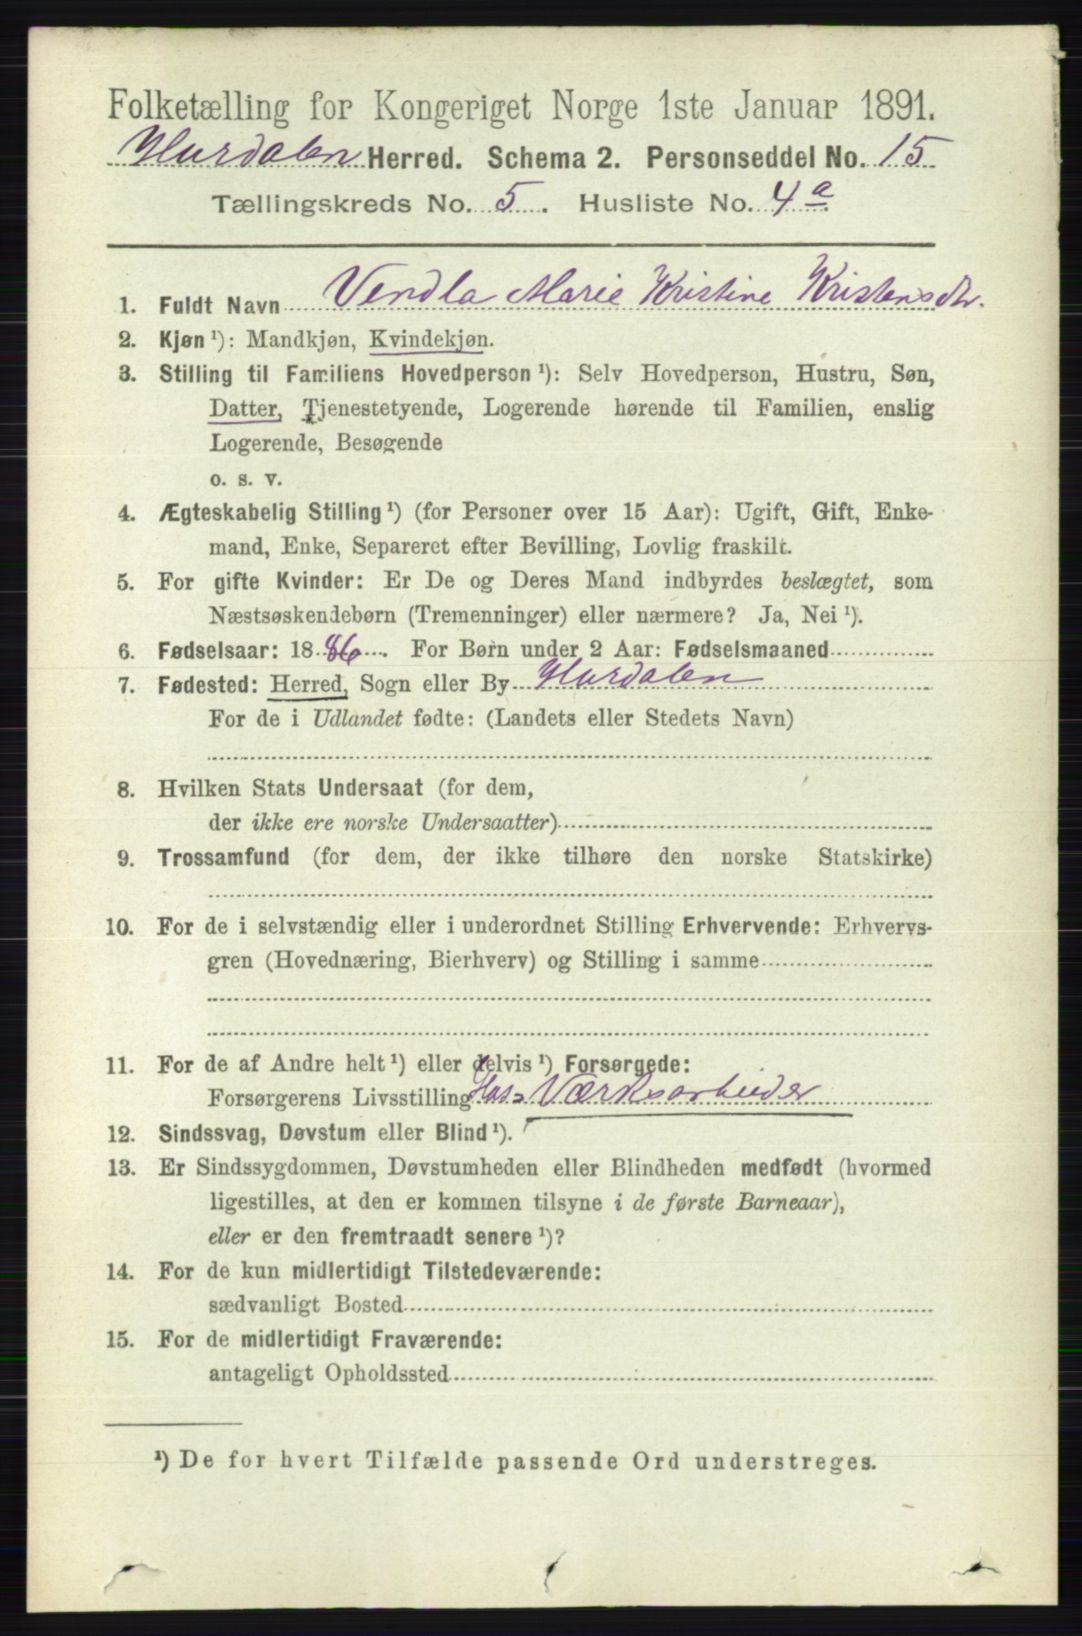 Folketælling for Kongeriget Norge 1ste Januar 1891.
Hurdalen Herred. Schema 2. Personseddel No. 15
Tællingskreds No. 5. Husliste No. 4a
1. Fuldt Navn Vendla Marie Kristine Kristensdtr.
2. Kjøn ¹): Mandkjøn, Kvindekjøn.
3. Stilling til Familiens Hovedperson ¹): Selv Hovedperson, Hustru, Søn,
Datter, Tjenestetyende, Logerende hørende til Familien, enslig
Logerende, Besøgende
o. s. v.
4. Ægteskabelig Stilling ¹) (for Personer over 15 Aar): Ugift, Gift, Enke-
mand, Enke, Separeret efter Bevilling, Lovlig fraskilt.
5. For gifte Kvinder: Er De og Deres Mand indbyrdes beslægtet, som
Næstsøskendebørn (Tremenninger) eller nærmere? Ja, Nei ¹).
6. Fødselsaar: 1886. For Børn under 2 Aar: Fødselsmaaned
7. Fødested: Herred, Sogn eller By Hurdalen
For de i Udlandet fødte: (Landets eller Stedets Navn)
8. Hvilken Stats Undersaat (for dem,
der ikke ere norske Undersaatter)
9. Trossamfund (for dem, der ikke tilhøre den norske Statskirke)
10. For de i selvstændig eller i underordnet Stilling Erhvervende: Erhvervs-
gren (Hovednæring, Bierhverv) og Stilling i samme
11. For de af Andre helt ¹) eller delvis ¹) Forsørgede:
Forsørgerens Livsstilling Værksarbeider
12. Sindssvag, Døvstum eller Blind ¹).
13. Er Sindssygdommen, Døvstumheden eller Blindheden medfødt (hvormed
ligestilles, at den er kommen tilsyne i de første Barneaar),
eller er den fremtraadt senere ¹)?
14. For de kun midlertidigt Tilstedeværende:
sædvanligt Bosted
15. For de midlertidigt Fraværende:
antageligt Opholdssted
¹) De for hvert Tilfælde passende Ord understreges.